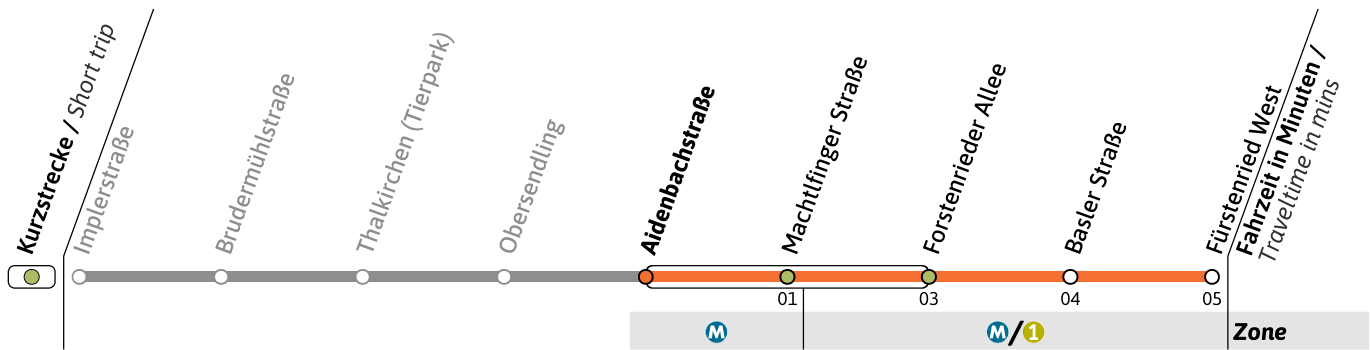 Kurzstrecke / Short trip
Implerstraße
Brudermühlstraße
Thalkirchen (Tierpark)
Obersendling
Aidenbachstraße
Machtlfinger Straße
Forstenrieder Allee
Basler Straße
Fürstenried West
Fahrzeit in Minuten /
Traveltime in mins
01 03 04 05
M M/1 Zone